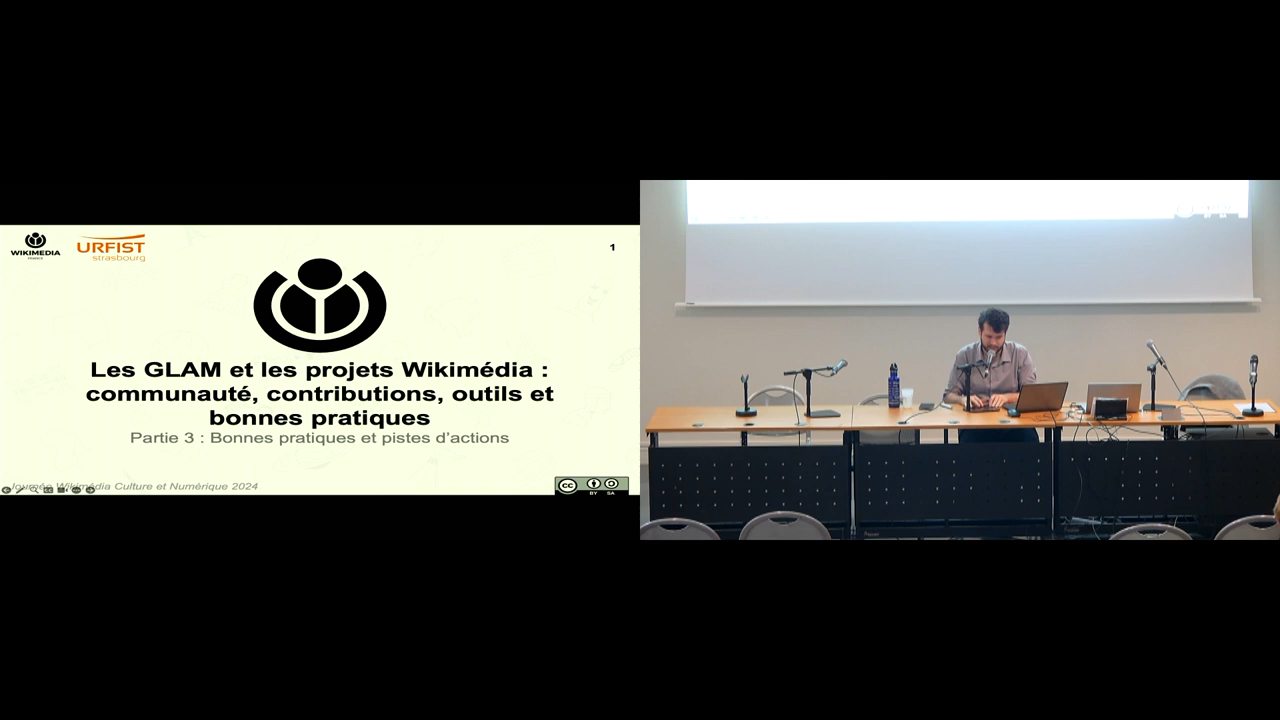 WIKIMEDIA
URFIST
strasbourg
1
Les GLAM et les projets Wikimédia :
communauté, contributions, outils et
bonnes pratiques
Partie 3 : Bonnes pratiques et pistes d'actions
Journée Wikimédia Culture et Numérique 2024
cc
BY SA